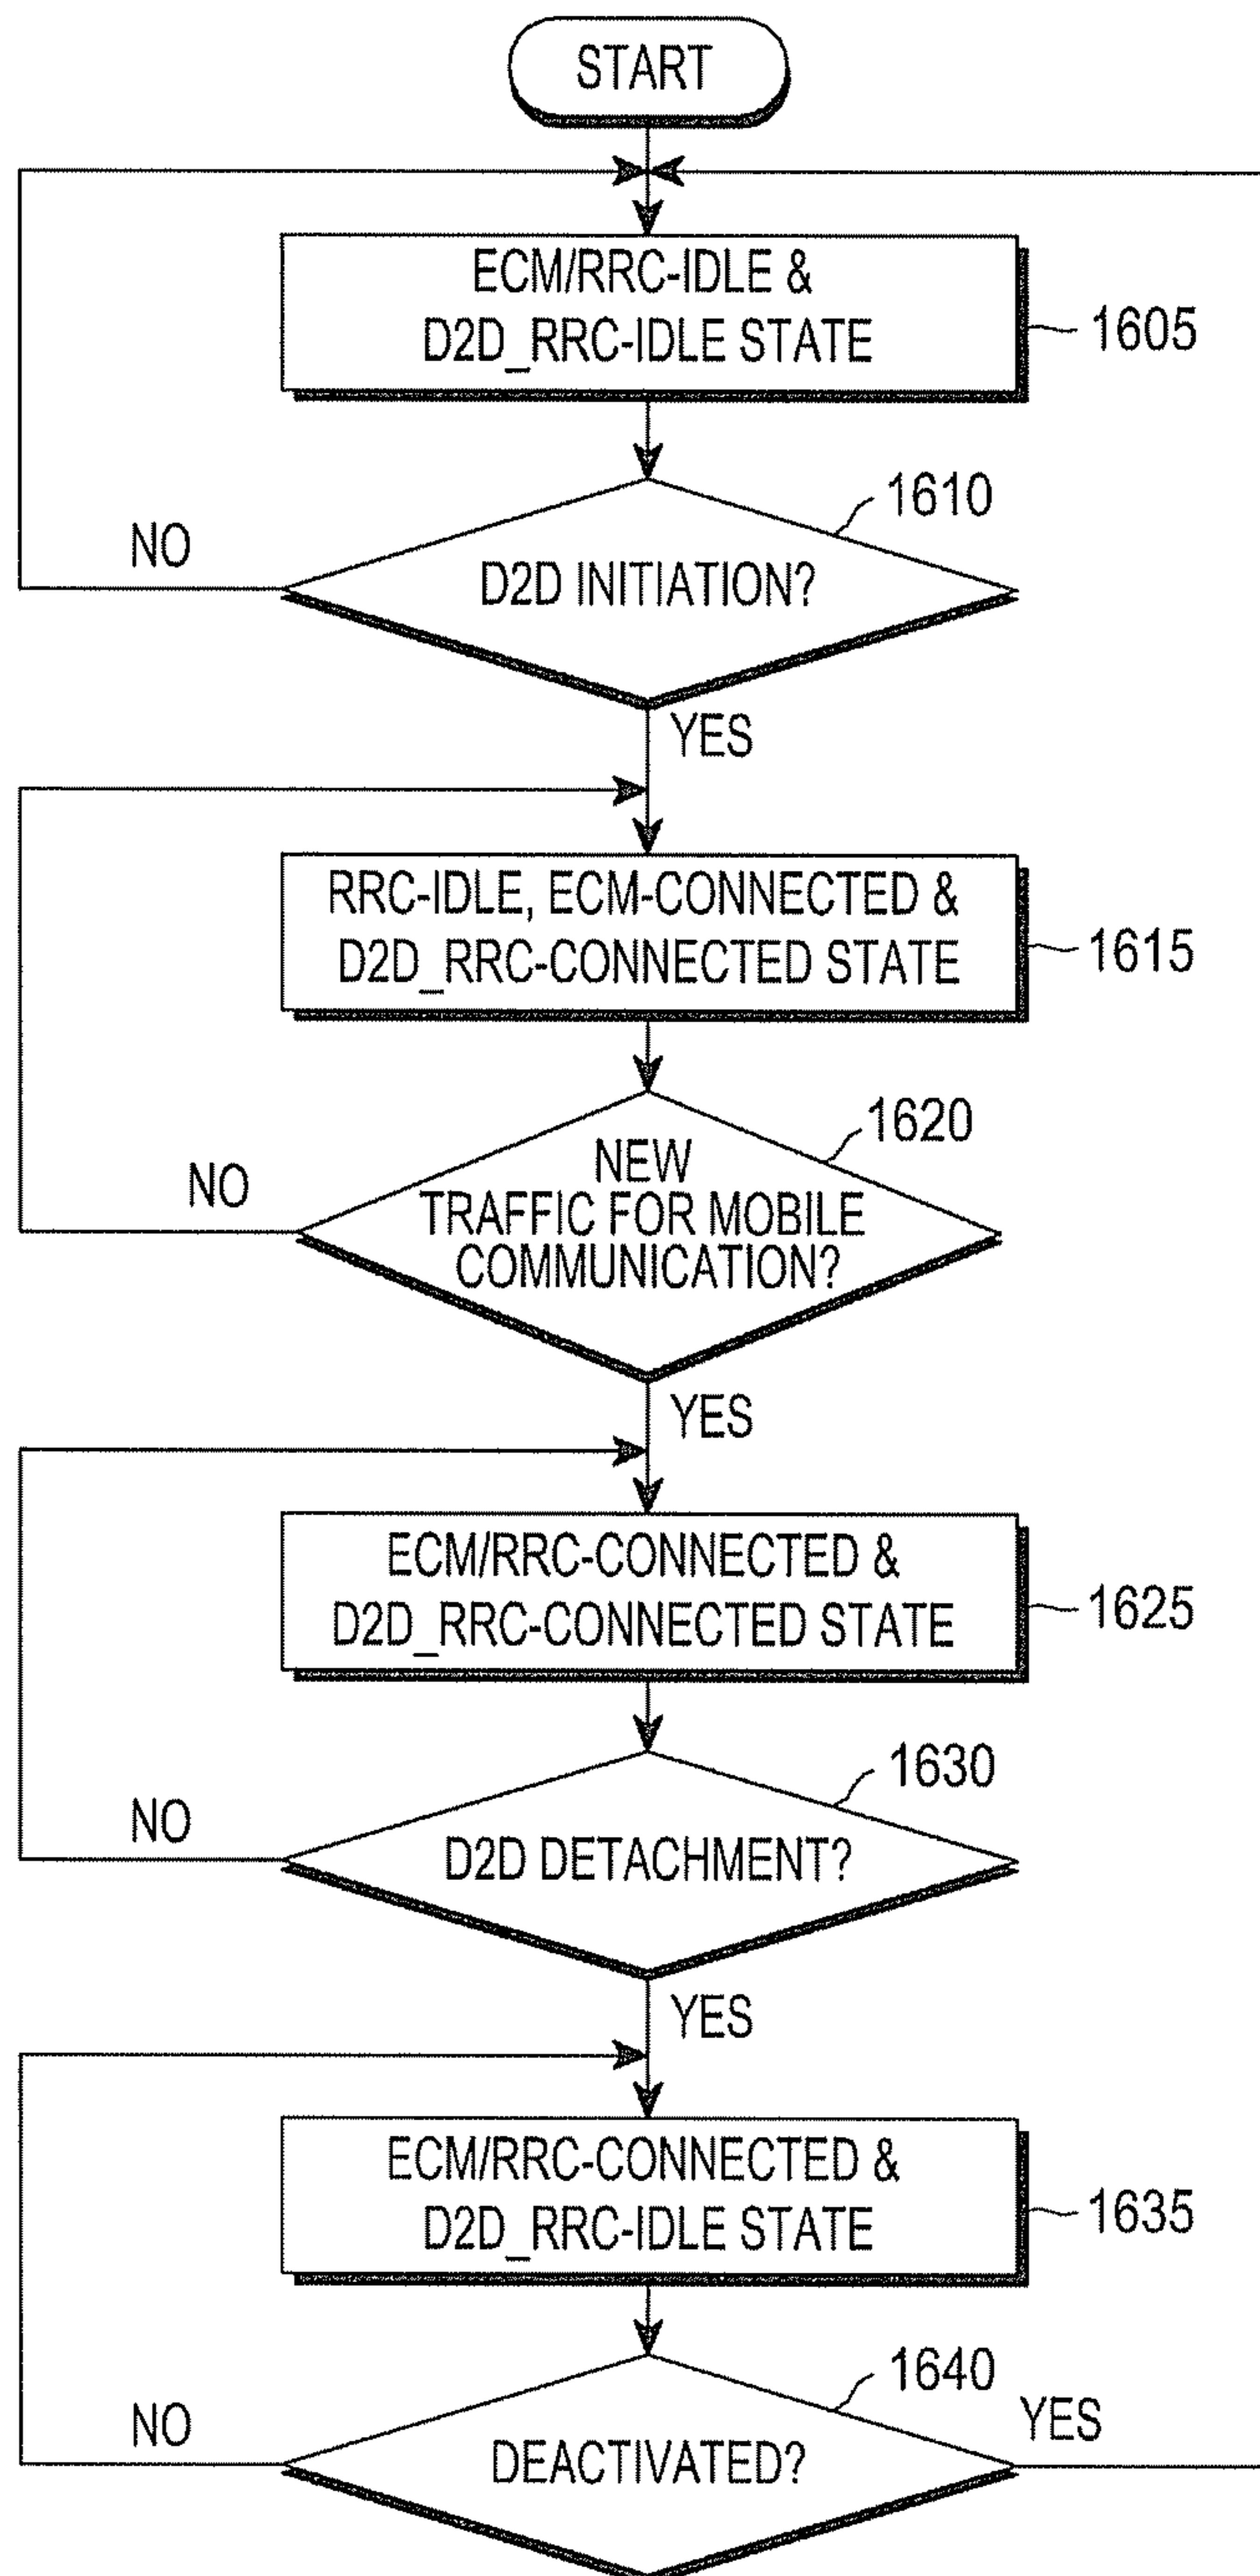 START
ECM/RRC-IDLE &
D2D_RRC-IDLE STATE
1605
1610
D2D INITIATION?
NO
YES
RRC-IDLE, ECM-CONNECTED &
D2D_RRC-CONNECTED STATE
1615
1620
NEW
TRAFFIC FOR MOBILE
COMMUNICATION?
NO
YES
ECM/RRC-CONNECTED &
D2D_RRC-CONNECTED STATE
1625
1630
D2D DETACHMENT?
NO
YES
ECM/RRC-CONNECTED &
D2D_RRC-IDLE STATE
1635
1640
DEACTIVATED?
NO
YES